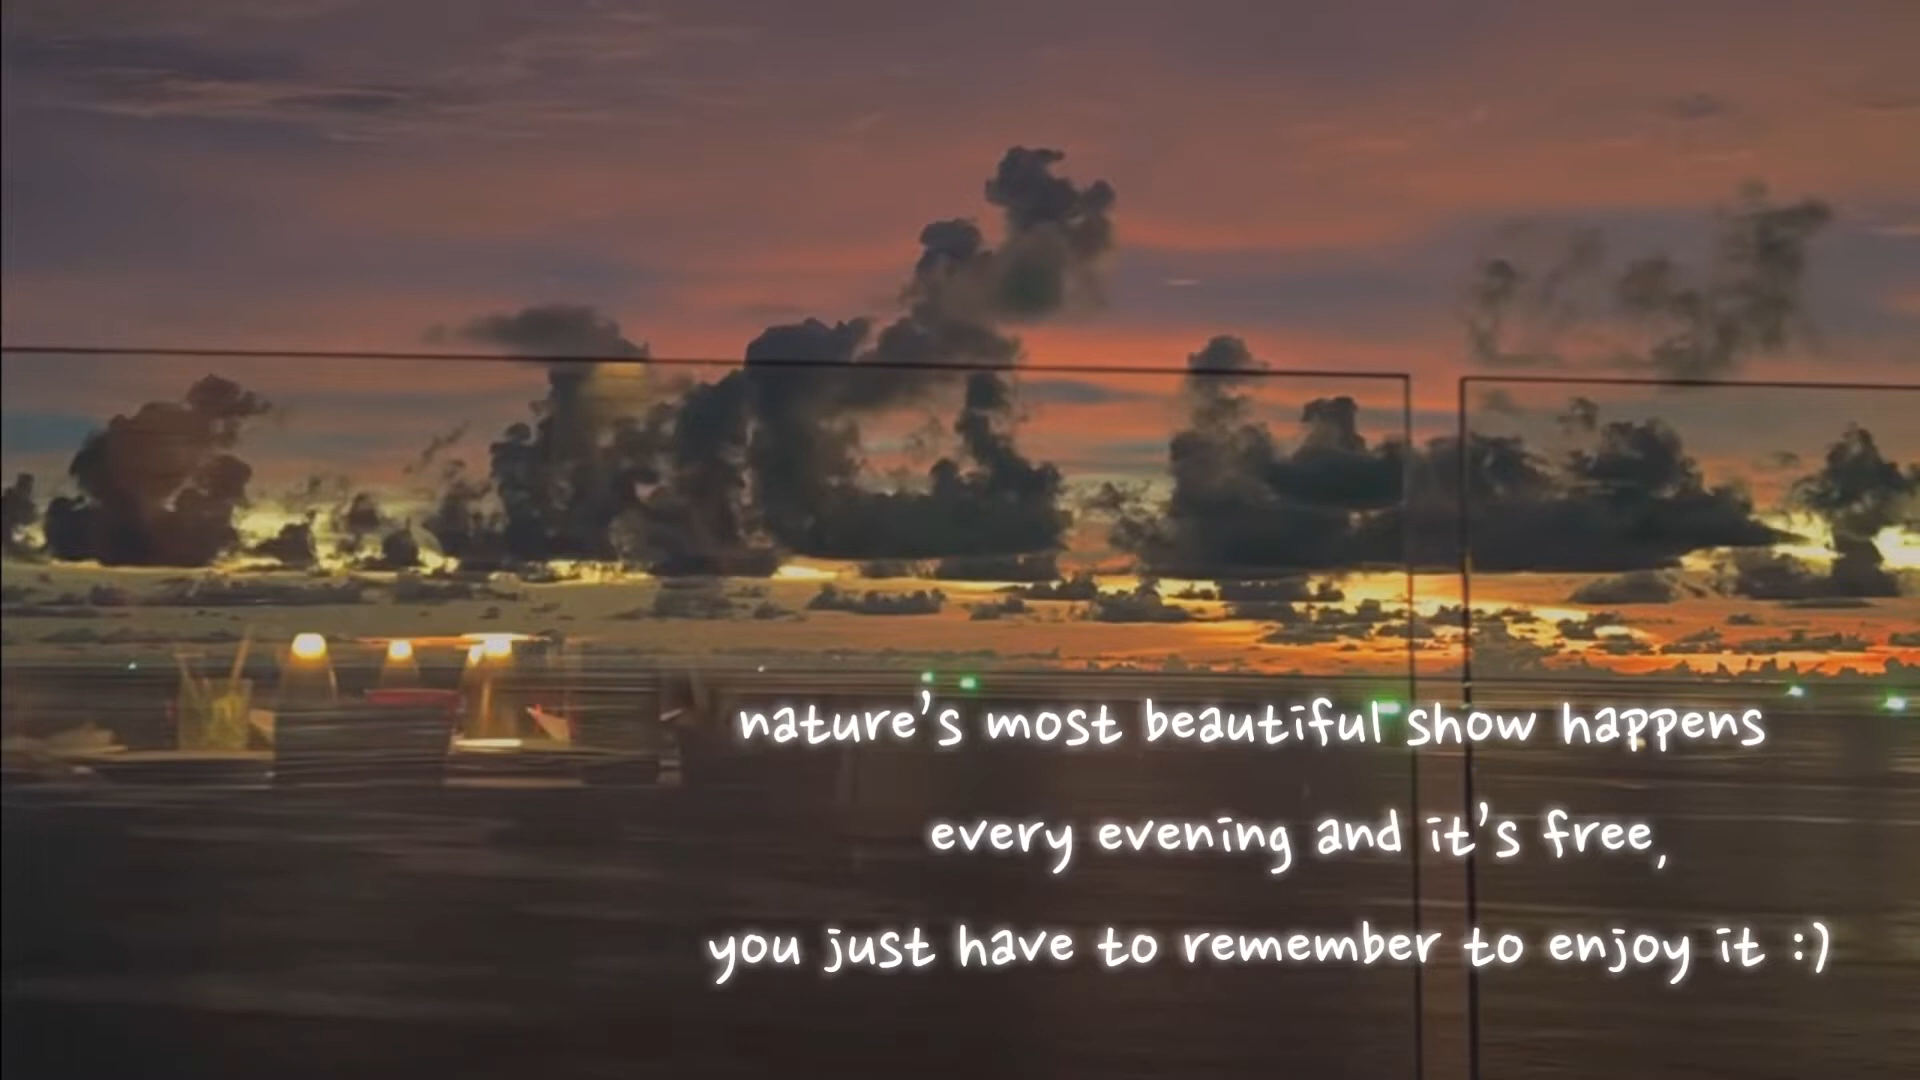 nature's most beautiful show happens
every evening and it's free,
you just have to remember to enjoy it :)